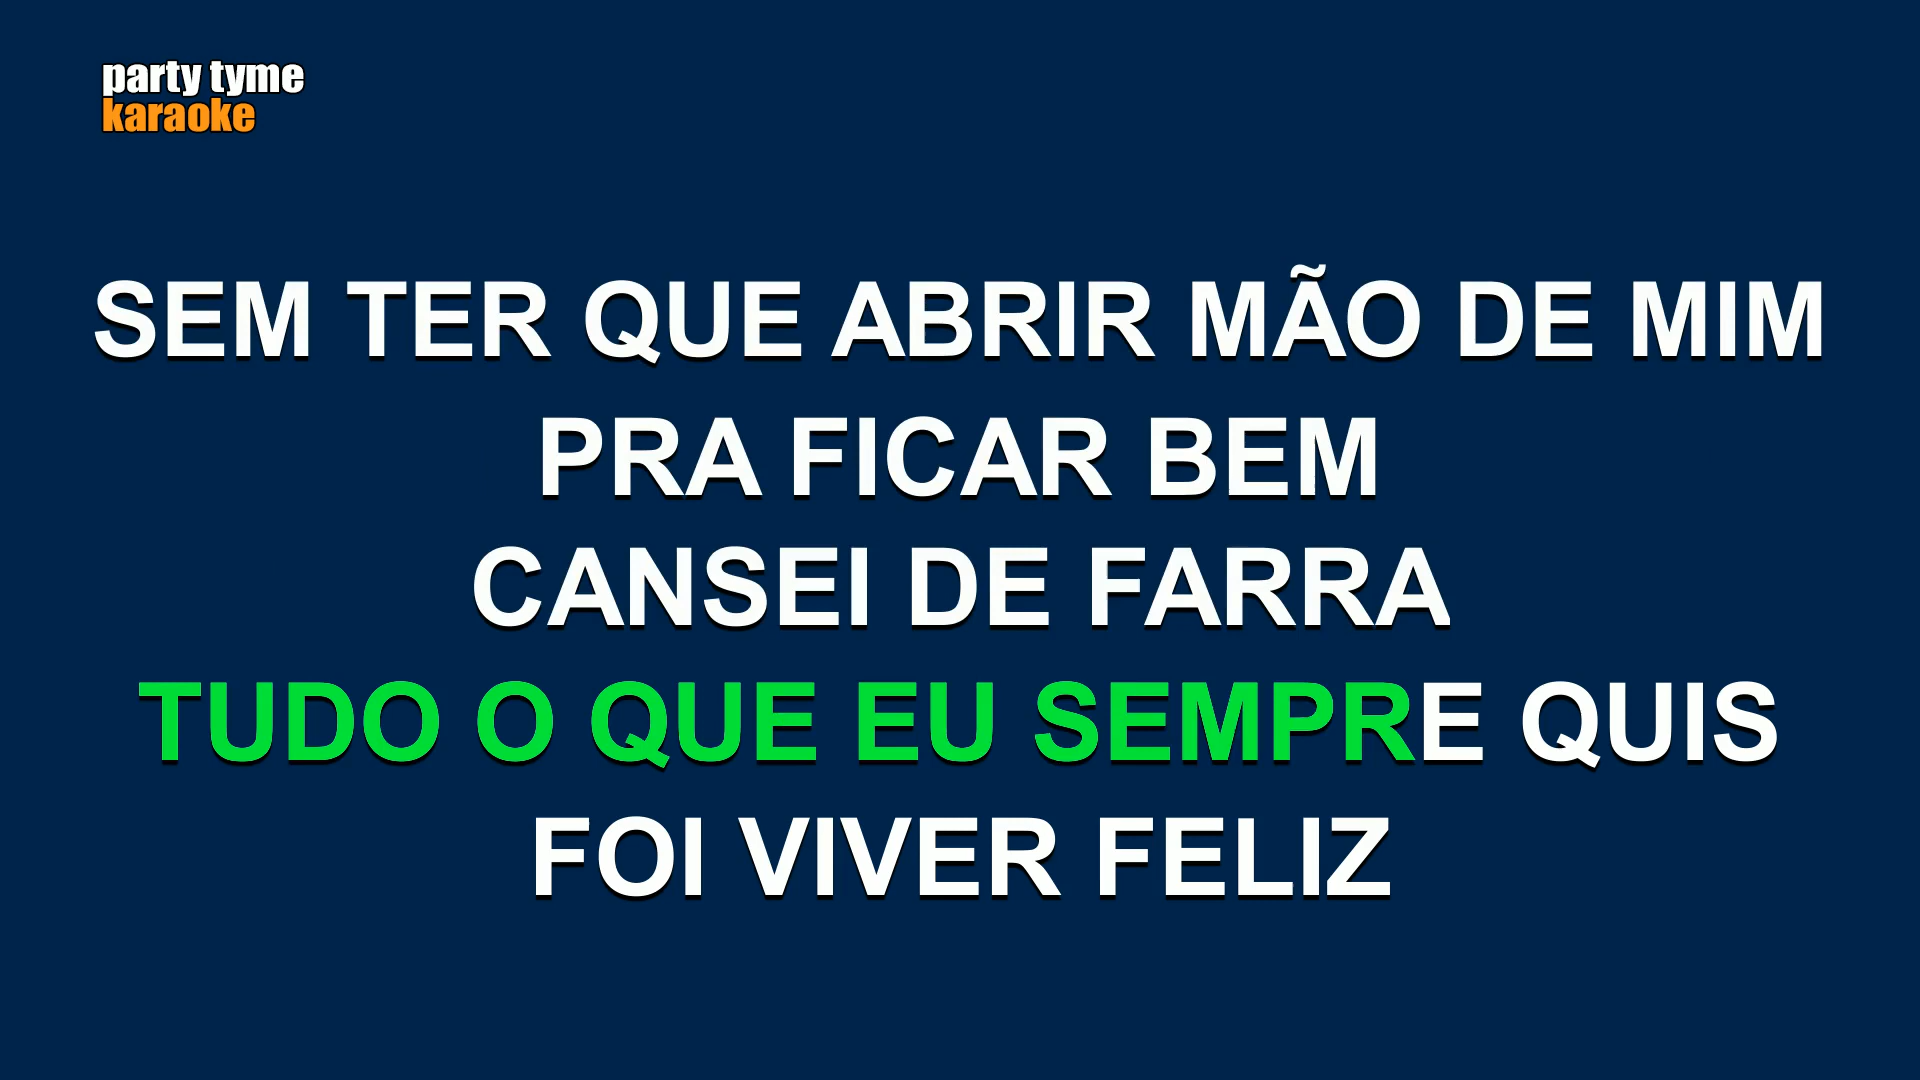 party tyme
karaoke
SEM TER QUE ABRIR MÃO DE MIM
PRA FICAR BEM
CANSEI DE FARRA
TUDO O QUE EU SEMPRE QUIS
FOI VIVER FELIZ